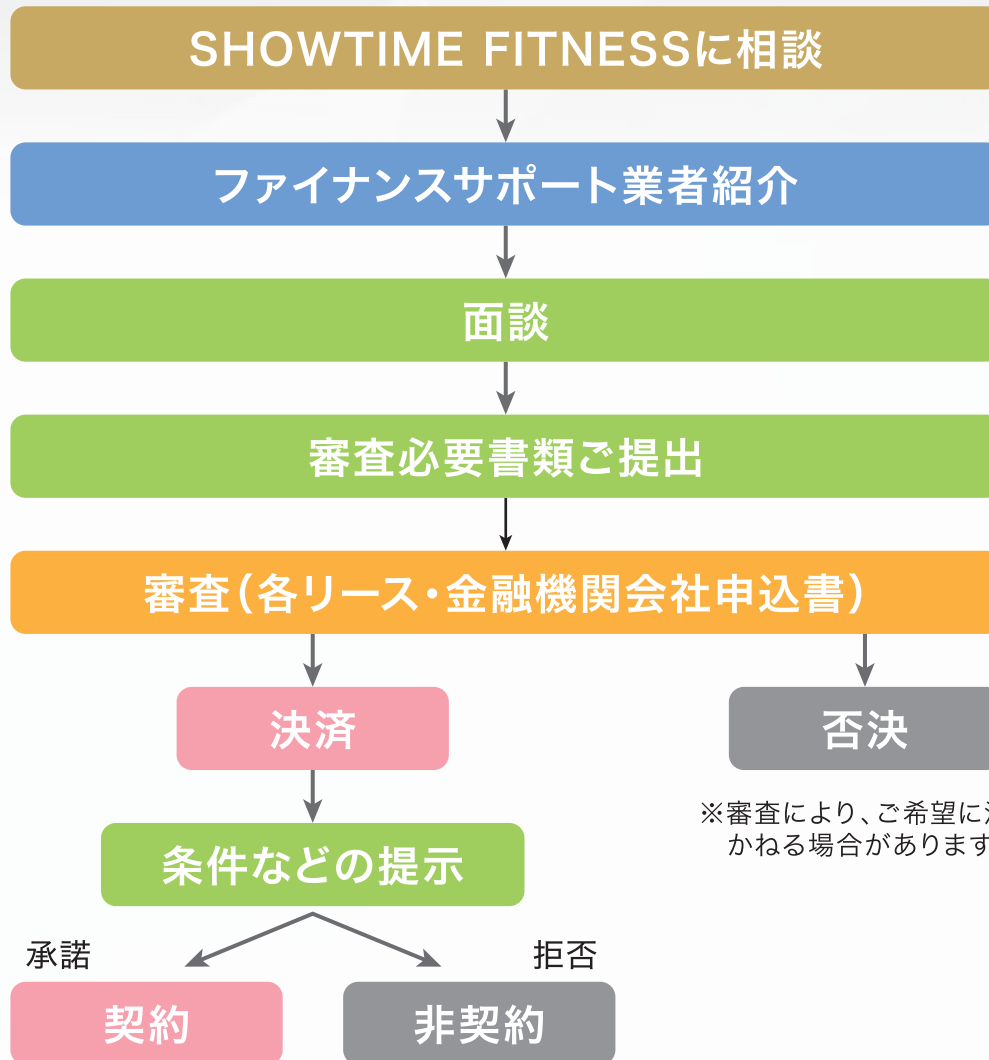 SHOWTIME FITNESSに相談
ファイナンスサポート業者紹介
面談
審査必要書類ご提出
審査（各リース・金融機関会社申込書）
決済
否決
※審査により、ご希望に
かねる場合があります
条件などの提示
承諾
拒否
契約
非契約